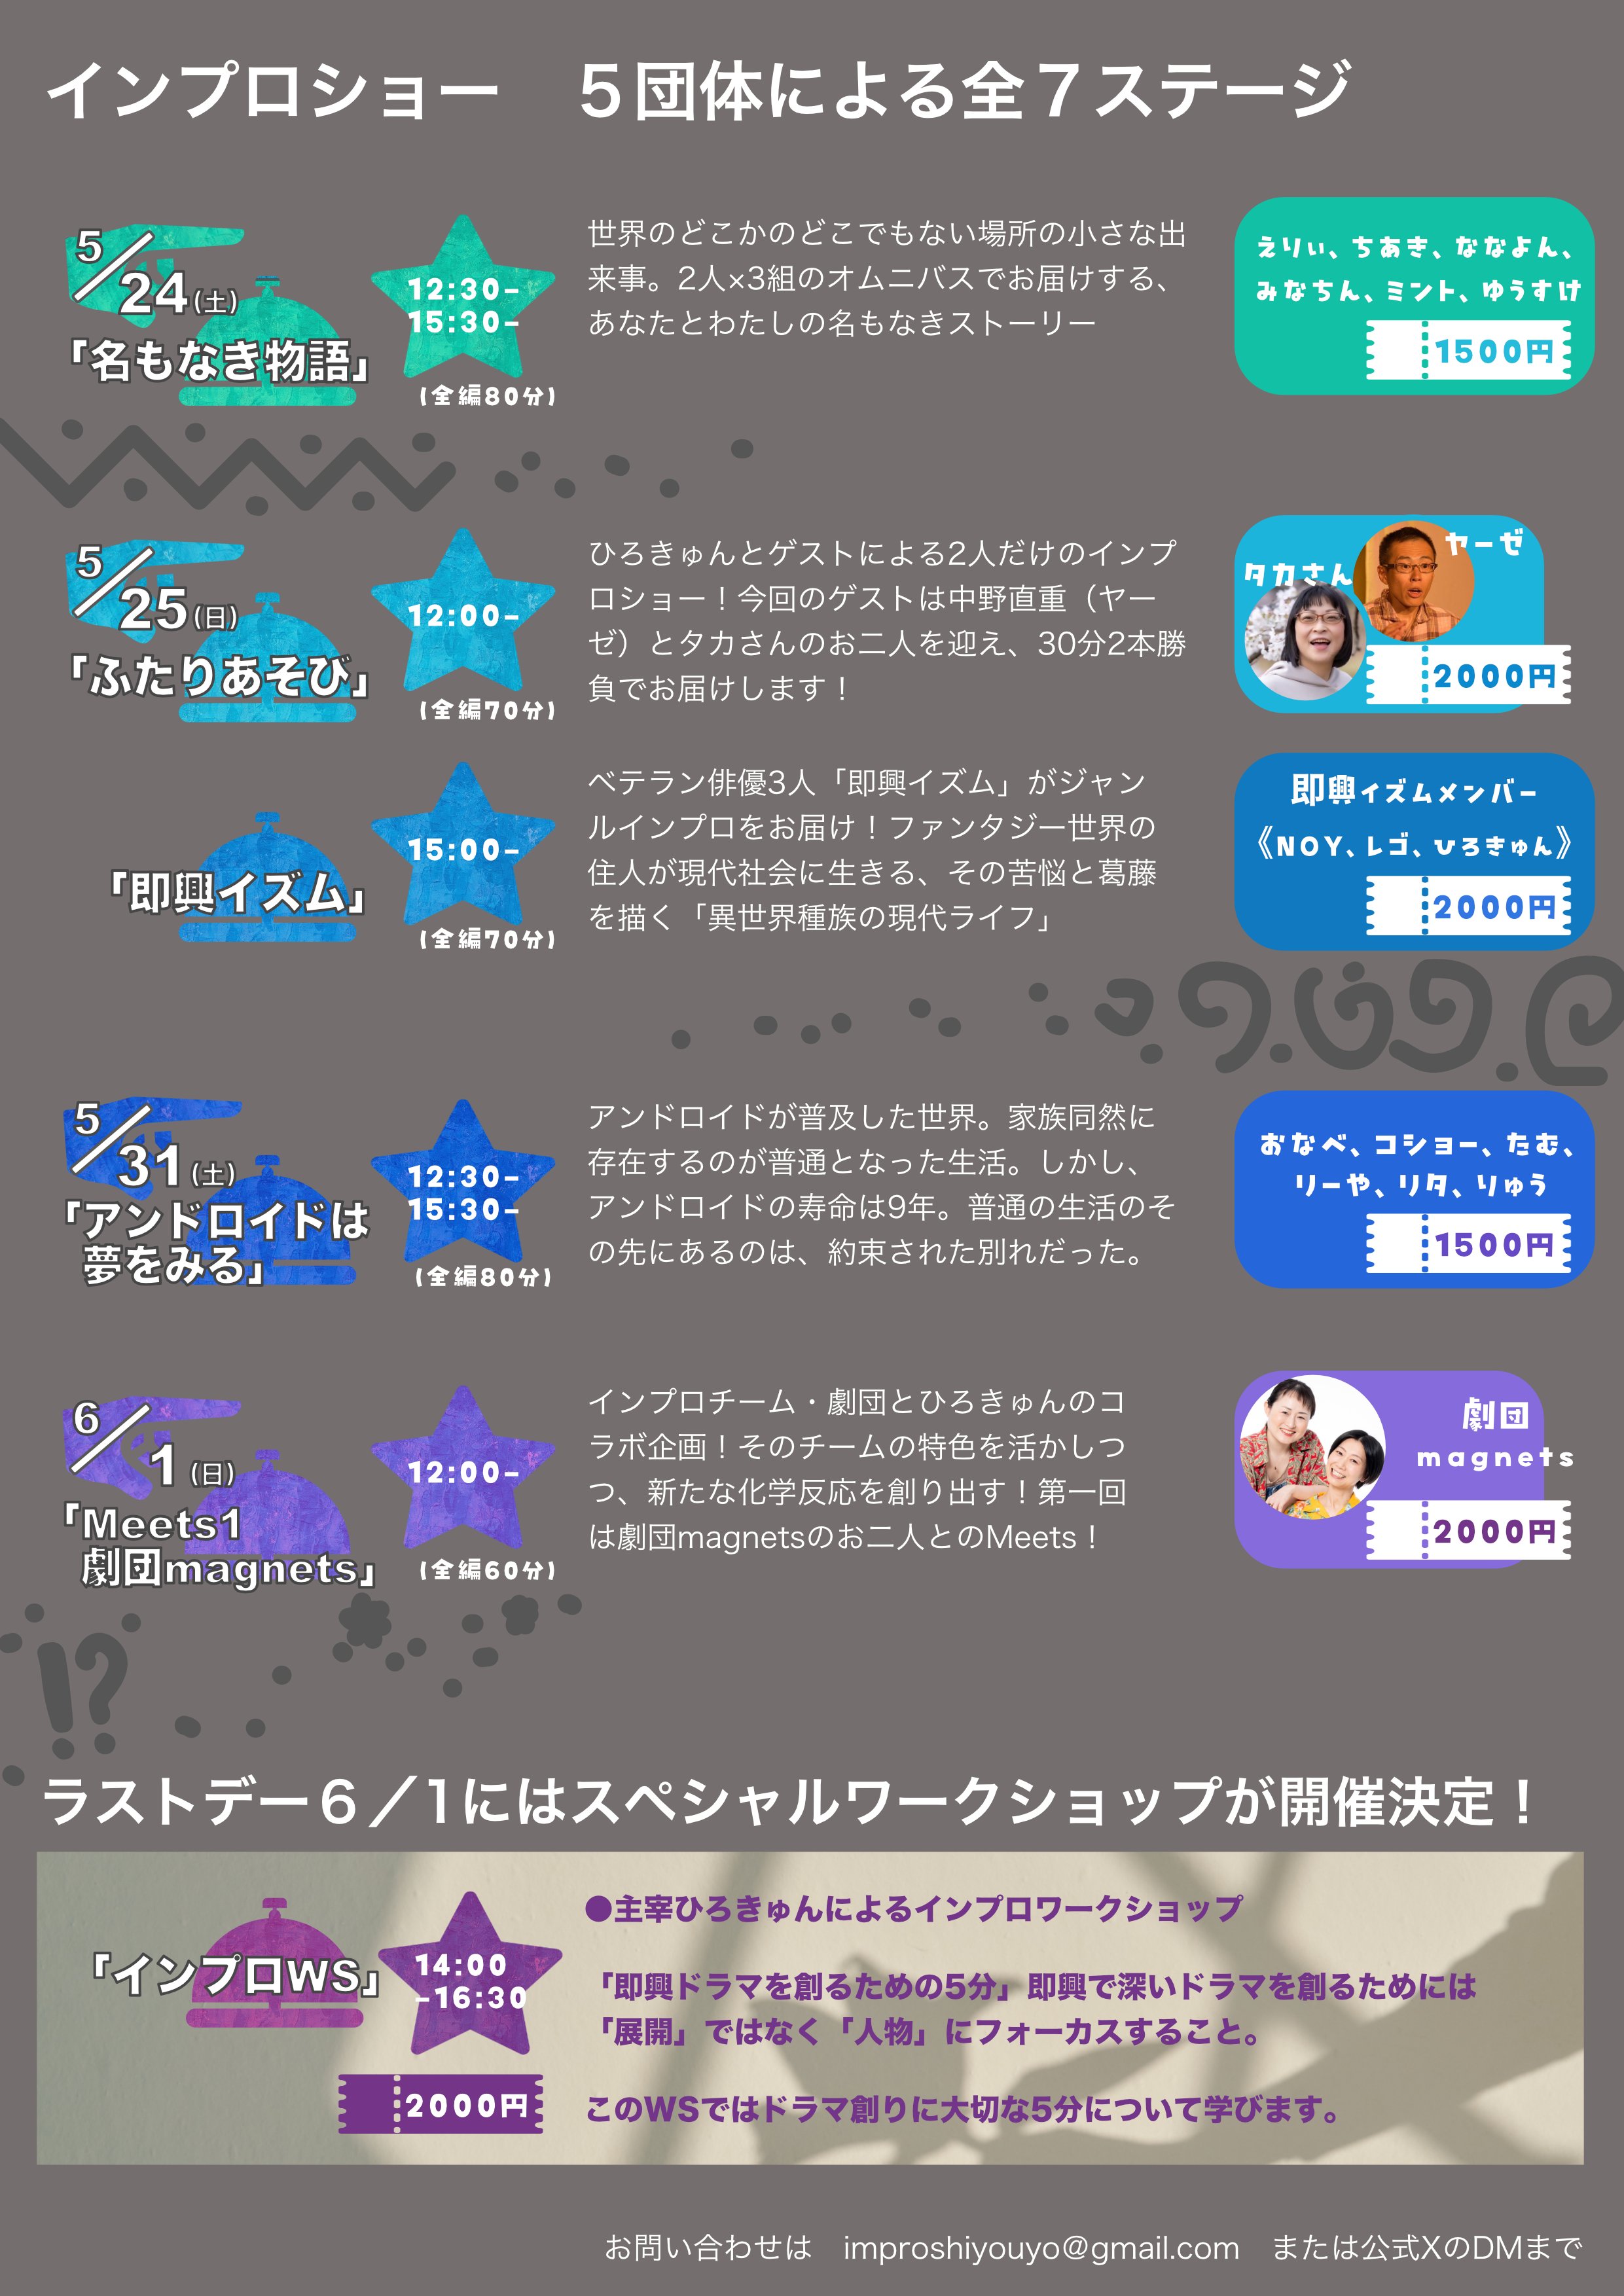 インプロショー　５団体による全７ステージ
5/24(土)
「名もなき物語」
12:30-
15:30-
(全編80分)
世界のどこかのどこでもない場所の小さな出
来事。2人×3組のオムニバスでお届けする、
あなたとわたしの名もなきストーリー
えりぃ、ちあき、ななよん、
みなちん、ミント、ゆうすけ
1500円
5/25(日)
「ふたりあそび」
12:00-
(全編70分)
ひろきゅんとゲストによる2人だけのインプ
ロショー！今回のゲストは中野直重（ヤー
ゼ）とタカさんのお二人を迎え、30分2本勝
負でお届けします！
ヤーゼ
タカさん
2000円
「即興イズム」
15:00-
(全編70分)
ベテラン俳優3人「即興イズム」がジャン
ルインプロをお届け！ファンタジー世界の
住人が現代社会に生きる、その苦悩と葛藤
を描く「異世界種族の現代ライフ」
即興イズムメンバー
《NOY、レゴ、ひろきゅん》
2000円
5/31(土)
「アンドロイドは
夢をみる」
12:30-
15:30-
(全編80分)
アンドロイドが普及した世界。家族同然に
存在するのが普通となった生活。しかし、
アンドロイドの寿命は9年。普通の生活のそ
の先にあるのは、約束された別れだった。
おなべ、コショー、たむ、
リーや、リタ、りゅう
1500円
6/1(日)
「Meets1
劇団magnets」
12:00-
(全編60分)
インプロチーム・劇団とひろきゅんのコ
ラボ企画！そのチームの特色を活かしつ
つ、新たな化学反応を創り出す！第一回
は劇団magnetsのお二人とのMeets！
劇団
magnets
2000円
!?
ラストデー６／1にはスペシャルワークショップが開催決定！
「インプロWS」
14:00
-16:30
2000円
●主宰ひろきゅんによるインプロワークショップ
「即興ドラマを創るための5分」即興で深いドラマを創るためには
「展開」ではなく「人物」にフォーカスすること。
このWSではドラマ創りに大切な5分について学びます。
お問い合わせは　improshiyouyo@gmail.com　または公式XのDMまで